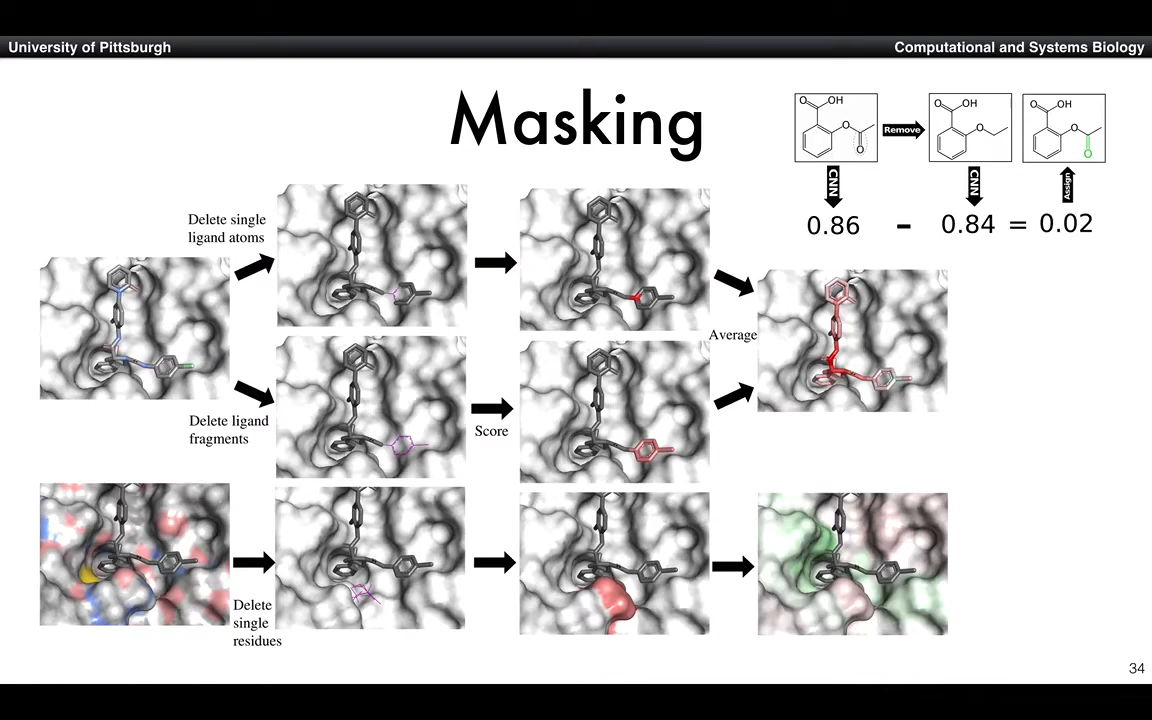 University of Pittsburgh
Computational and Systems Biology
Masking
O
OH
O
O
Remove
O
OH
O
O
OH
O
O
CNN
CNN
Assign
0.86 - 0.84 = 0.02
Delete single
ligand atoms
Average
Delete ligand
fragments
Score
Delete
single
residues
34